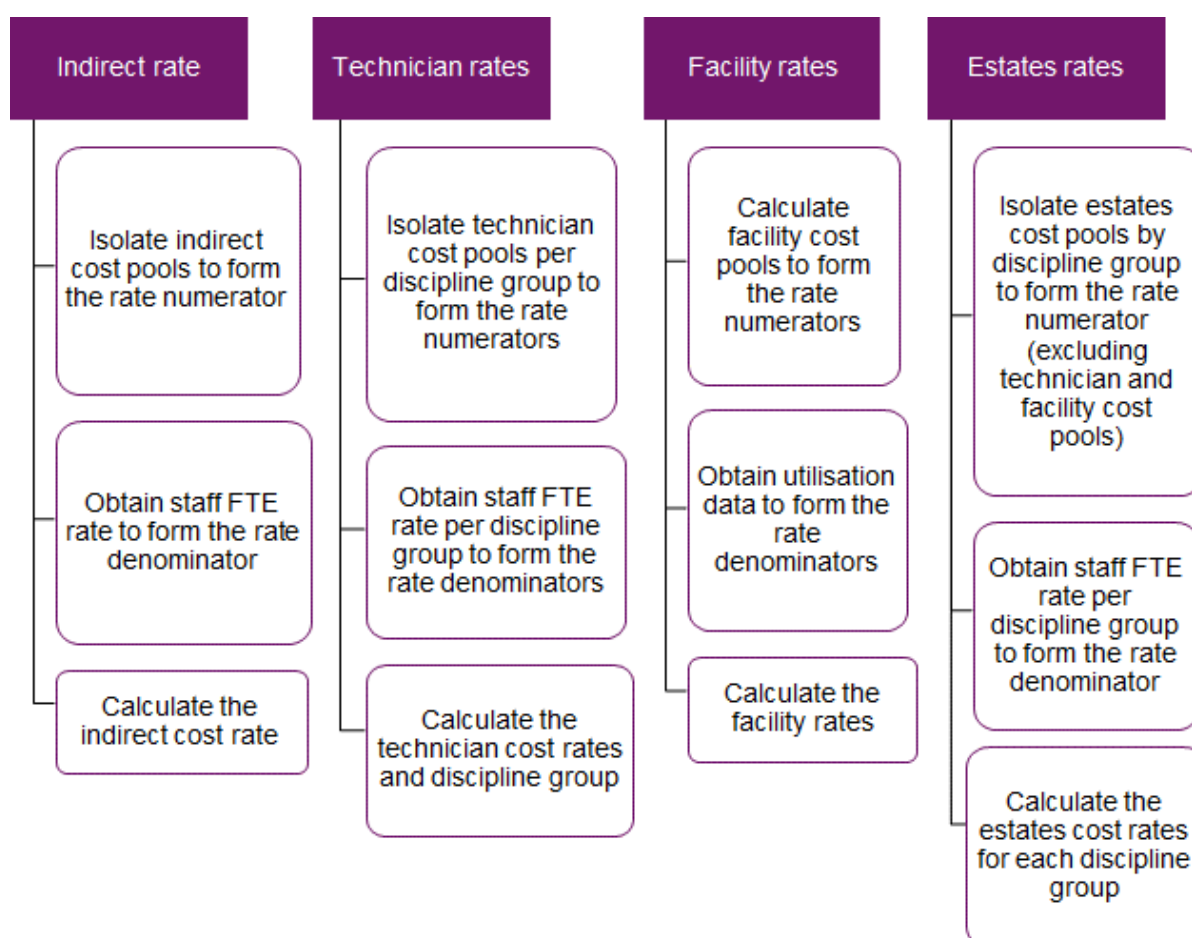 Indirect rate
Isolate indirect
cost pools to form
the rate numerator
Obtain staff FTE
rate to form the rate
denominator
Calculate the
indirect cost rate
Technician rates
Isolate technician
cost pools per
discipline group to
form the rate
numerators
Obtain staff FTE
rate per discipline
group to form the
rate denominators
Calculate the
technician cost rates
and discipline group
Facility rates
Calculate
facility cost
pools to form
the rate
numerators
Obtain utilisation
data to form the
rate
denominators
Calculate the
facility rates
Estates rates
Isolate estates
cost pools by
discipline group
to form the rate
numerator
(excluding
technician and
facility cost
pools)
Obtain staff FTE
rate per
discipline group
to form the rate
denominator
Calculate the
estates cost rates
for each discipline
group